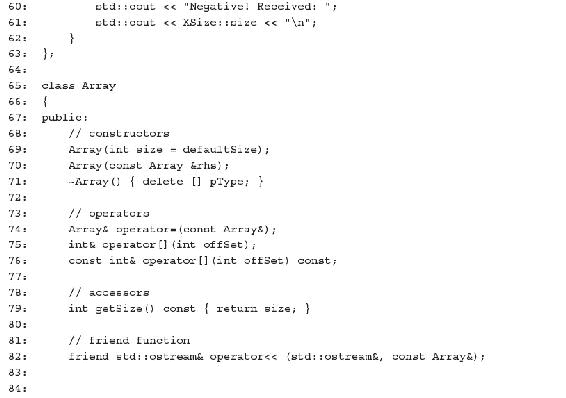 60:         std::cout << "Negative! Received: ";
61:         std::cout << XSize::size << "\n";
62:     }
63: };
64:
65: class Array
66: {
67: public:
68:     // constructors
69:     Array(int size = defaultSize);
70:     Array(const Array &rhs);
71:     ~Array() { delete [] pType; }
72:
73:     // operators
74:     Array& operator=(const Array&);
75:     int& operator[](int offSet);
76:     const int& operator[](int offSet) const;
77:
78:     // accessors
79:     int getSize() const { return size; }
80:
81:     // friend function
82:     friend std::ostream& operator<< (std::ostream&, const Array&);
83:
84: